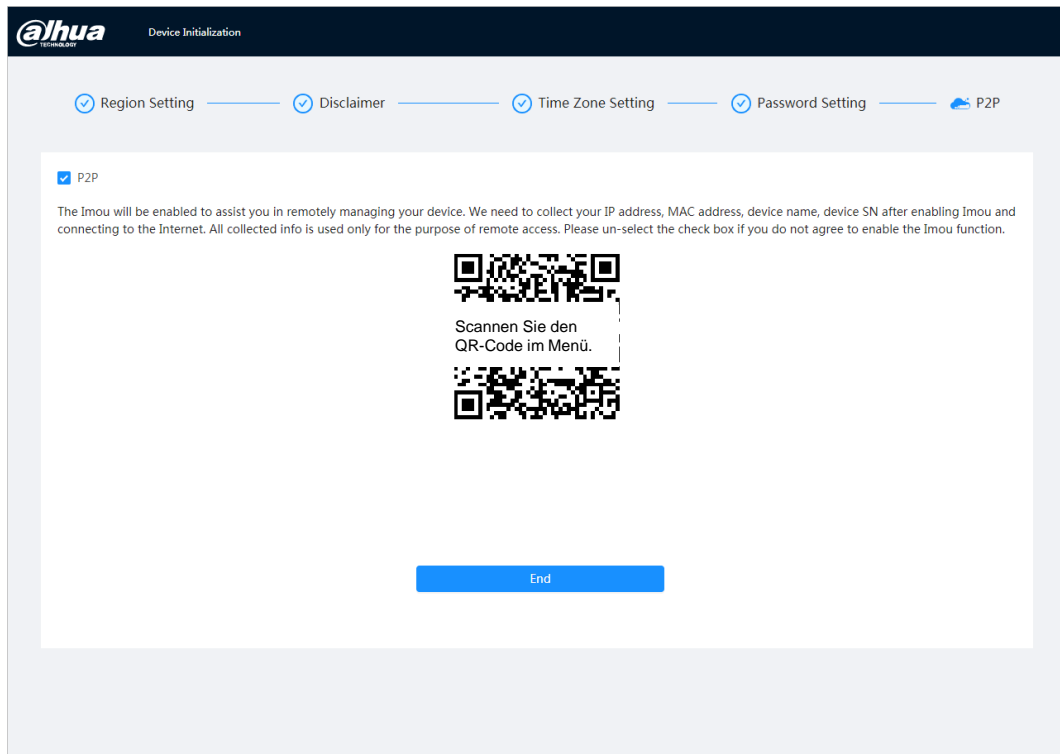 alhua
TECHNOLOGY
Device Initialization
Region Setting
Disclaimer
Time Zone Setting
Password Setting
P2P
P2P
The Imou will be enabled to assist you in remotely managing your device. We need to collect your IP address, MAC address, device name, device SN after enabling Imou and
connecting to the Internet. All collected info is used only for the purpose of remote access. Please un-select the check box if you do not agree to enable the Imou function.
Scannen Sie den
QR-Code im Menü.
End